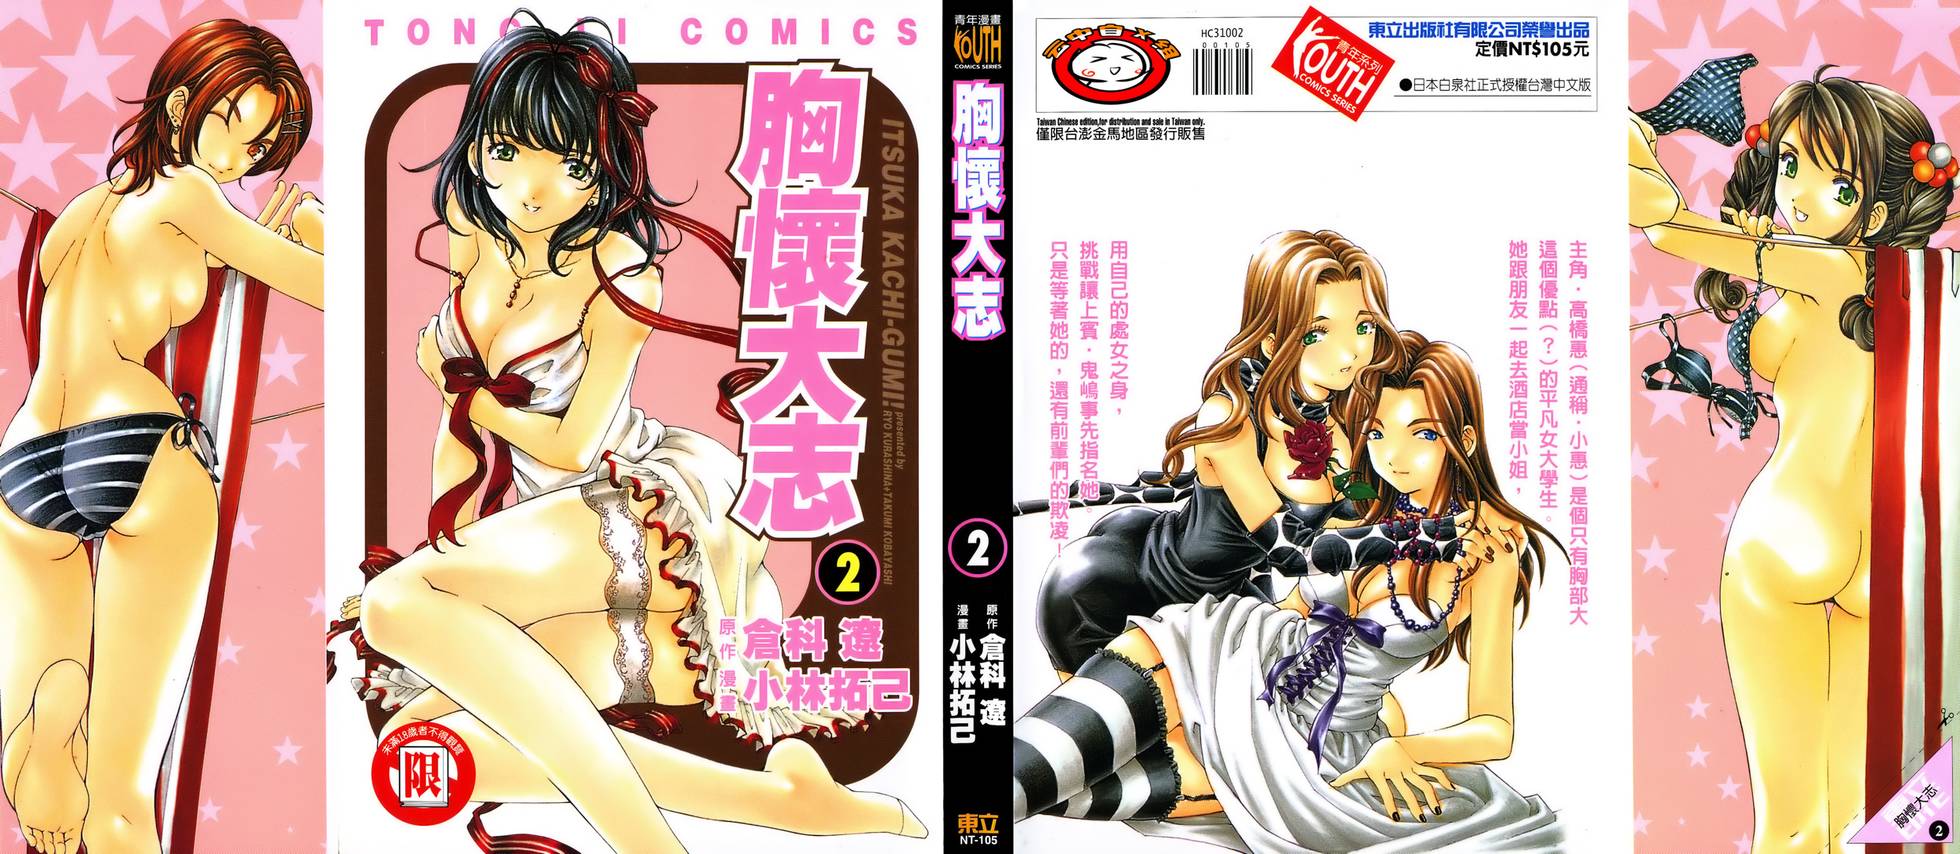 TONG LI COMICS
胸懷大志
ITSUKA KACHI-GUMI!
presented by
RYO KURASHINA+TAKUMI KOBAYASHI
2
原作 倉科 遼
漫畫 小林拓己
未滿18歲者不得觀覽
限
青年漫畫
YOUTH
COMICS SERIES
胸懷大志
2
原作 倉科 遼
漫畫 小林拓己
東立
NT-105
HC31002
00105
青年系列
YOUTH
COMICS SERIES
東立出版社有限公司榮譽出品
定價NT$105元
●日本白泉社正式授權台灣中文版
Taiwan Chinese edition,for distribution and sale in Taiwan only.
僅限台澎金馬地區發行販售
主角・高橋惠（通稱・小惠）是個只有胸部大
這個優點（？）的平凡女大學生。
她跟朋友一起去酒店當小姐，
用自己的處女之身，
挑戰讓上賓・鬼嶋事先指名她。
只是等著她的，還有前輩們的欺凌！
胸懷大志
2